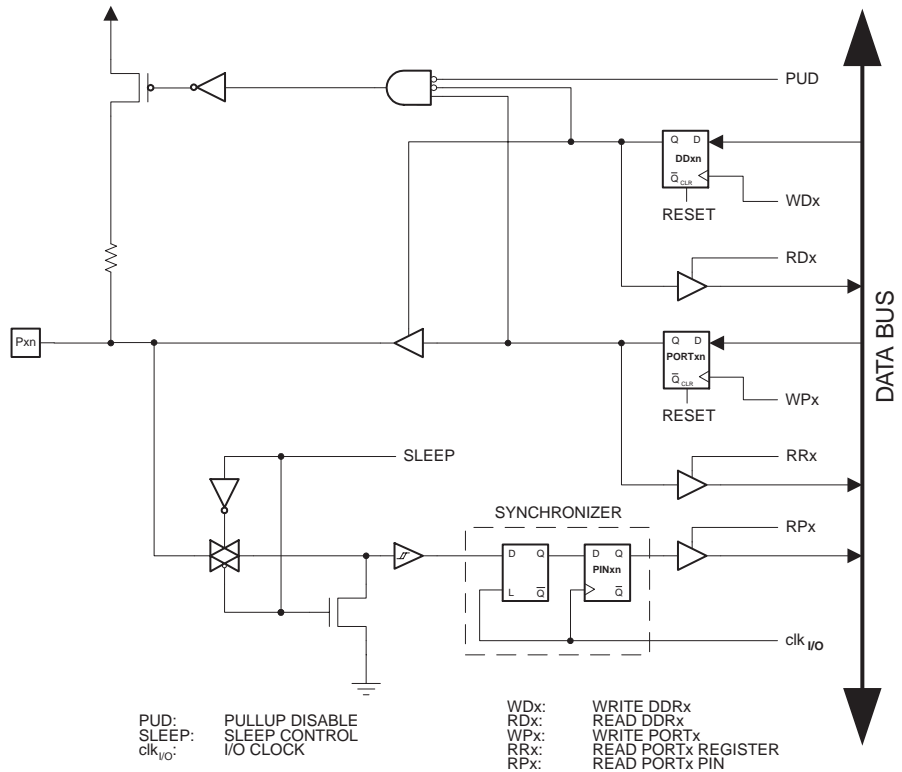 PUD
Q D
DDxn
Q CLR
WDx
RESET
RDx
Pxn
Q D
PORTxn
Q CLR
WPx
RESET
DATA BUS
SLEEP
RRx
SYNCHRONIZER
RPx
D Q
L Q
D Q
PINxn
Q
clk I/O
PUD: PULLUP DISABLE
SLEEP: SLEEP CONTROL
clkI/O: I/O CLOCK
WDx: WRITE DDRx
RDx: READ DDRx
WPx: WRITE PORTx
RRx: READ PORTx REGISTER
RPx: READ PORTx PIN